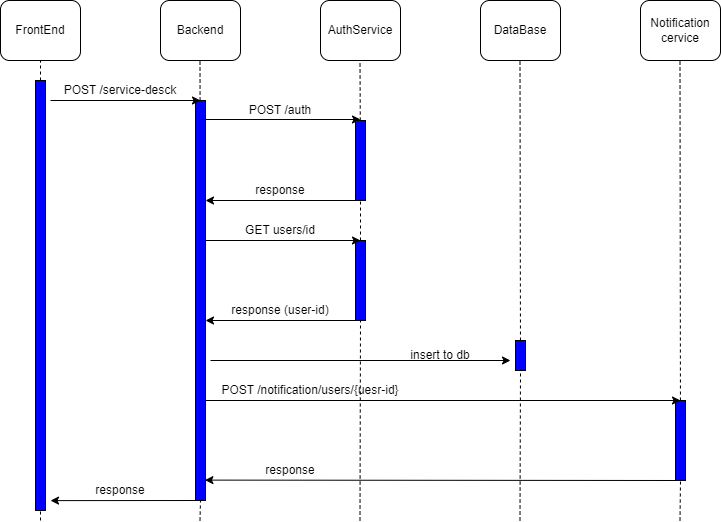 FrontEnd
Backend
AuthService
DataBase
Notification
cervice
POST /service-desck
POST /auth
response
GET users/id
response (user-id)
insert to db
POST /notification/users/{uesr-id}
response
response